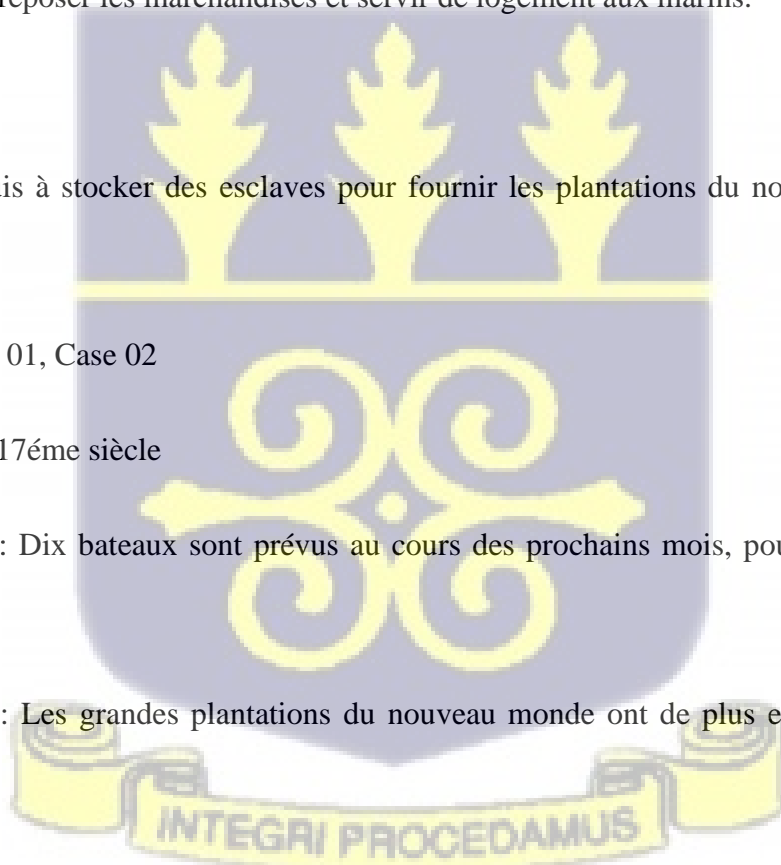 reposer les marchandises et servir de logement aux marins.
is à stocker des esclaves pour fournir les plantations du no
01, Case 02
17éme siècle
: Dix bateaux sont prévus au cours des prochains mois, pou
: Les grandes plantations du nouveau monde ont de plus e
INTEGRI PROCEDAMUS